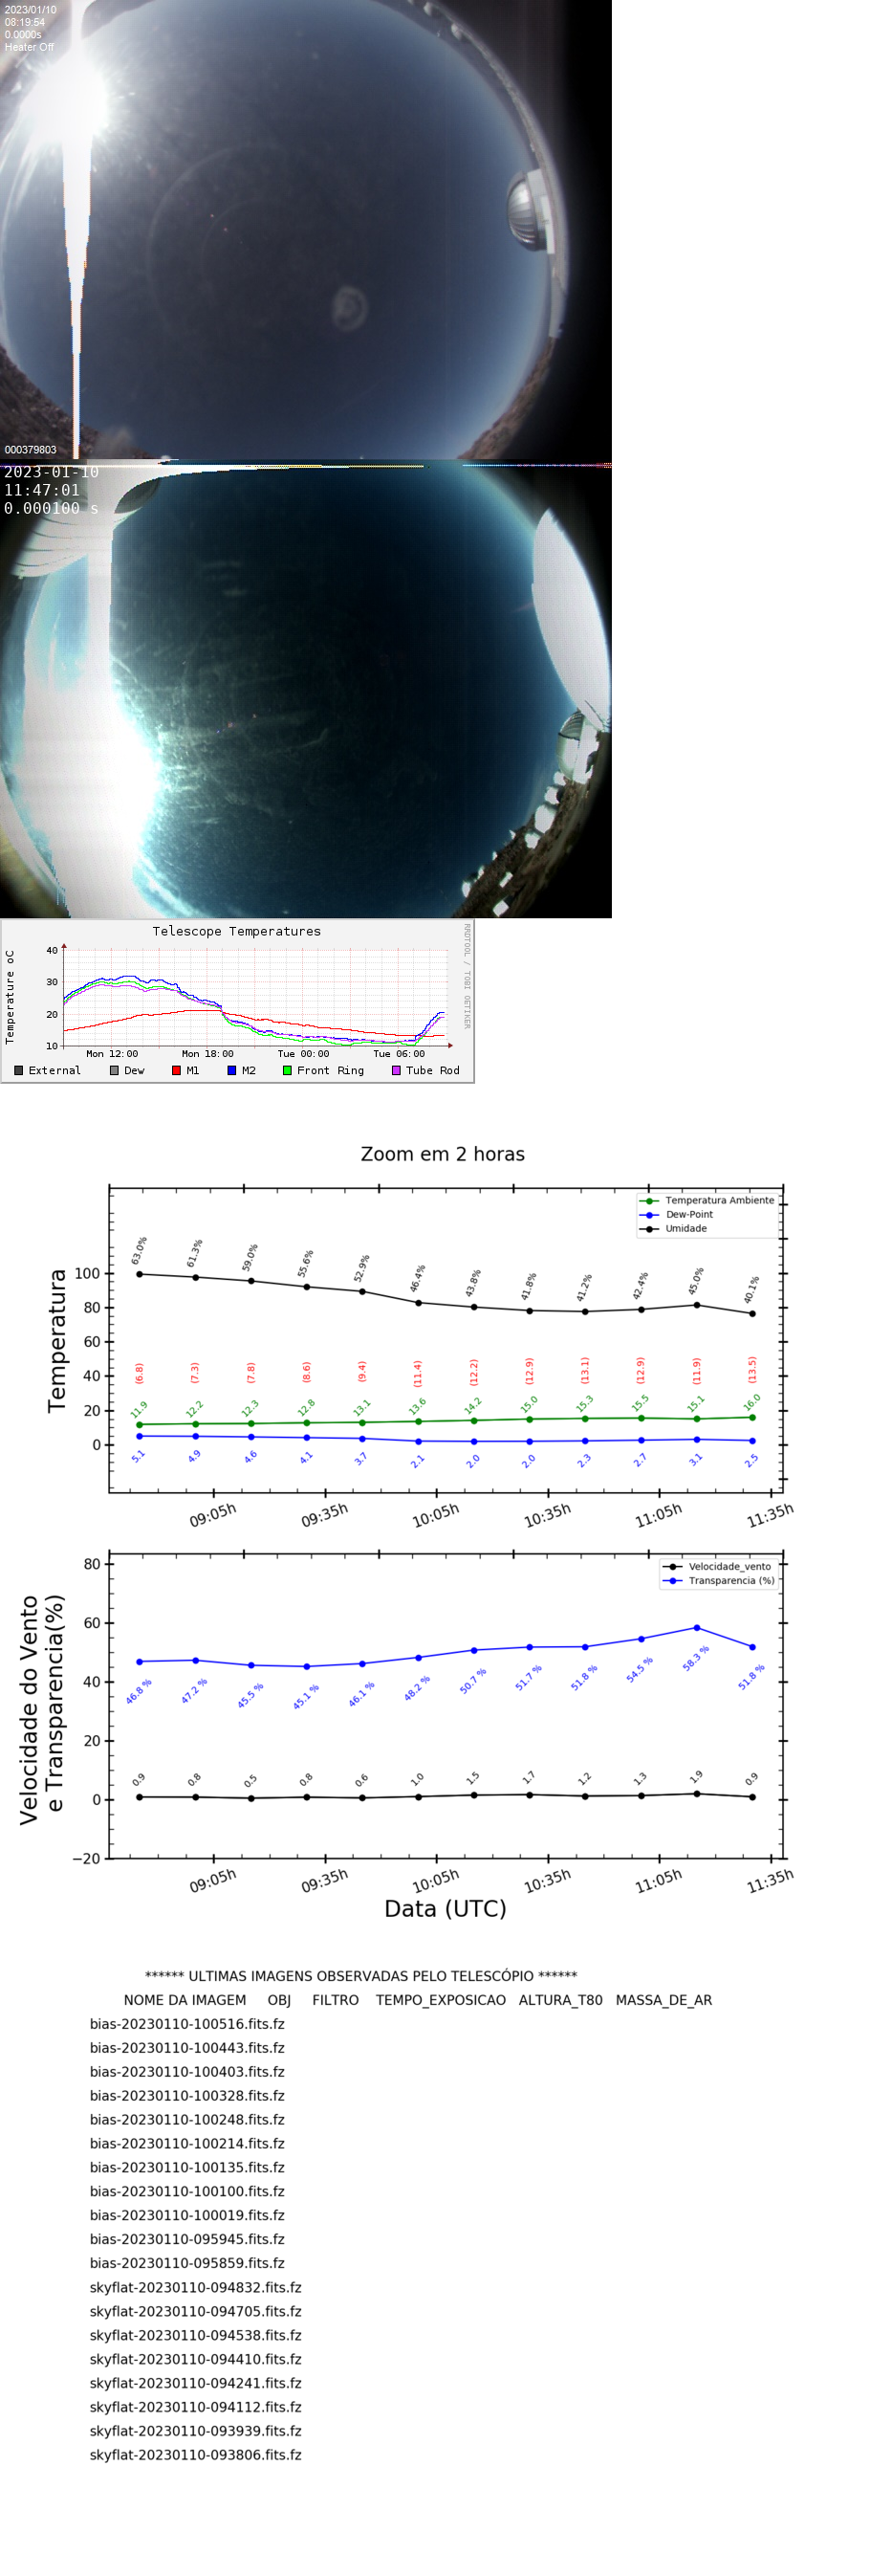 2023/01/10
08:19:54
0.0000s
Heater Off
000379803
2023-01-10
11:47:01
0.000100 s
Telescope Temperatures
RRDTOOL / TOBI OETIKER
Temperature oC
40
30
20
10
Mon 12:00 Mon 18:00 Tue 00:00 Tue 06:00
External Dew M1 M2 Front Ring Tube Rod
Zoom em 2 horas
Temperatura Ambiente
Dew-Point
Umidade
Temperatura
100
80
60
40
20
0
63.0% 61.3% 59.0% 55.6% 52.9% 46.4% 43.8% 41.8% 41.2% 42.4% 45.0% 40.1%
(6.8) (7.3) (7.8) (8.6) (9.4) (11.4) (12.2) (12.9) (13.1) (12.9) (11.9) (13.5)
11.9 12.2 12.3 12.8 13.1 13.6 14.2 15.0 15.3 15.5 15.1 16.0
5.1 4.9 4.6 4.1 3.7 2.1 2.0 2.0 2.3 2.7 3.1 2.5
09:05h 09:35h 10:05h 10:35h 11:05h 11:35h
Velocidade_vento
Transparencia (%)
Velocidade do Vento
e Transparencia(%)
80
60
40
20
0
−20
46.8 % 47.2 % 45.5 % 45.1 % 46.1 % 48.2 % 50.7 % 51.7 % 51.8 % 54.5 % 58.3 % 51.8 %
0.9 0.8 0.5 0.8 0.6 1.0 1.5 1.7 1.2 1.3 1.9 0.9
09:05h 09:35h 10:05h 10:35h 11:05h 11:35h
Data (UTC)
****** ULTIMAS IMAGENS OBSERVADAS PELO TELESCÓPIO ******
NOME DA IMAGEM OBJ FILTRO TEMPO_EXPOSICAO ALTURA_T80 MASSA_DE_AR
bias-20230110-100516.fits.fz
bias-20230110-100443.fits.fz
bias-20230110-100403.fits.fz
bias-20230110-100328.fits.fz
bias-20230110-100248.fits.fz
bias-20230110-100214.fits.fz
bias-20230110-100135.fits.fz
bias-20230110-100100.fits.fz
bias-20230110-100019.fits.fz
bias-20230110-095945.fits.fz
bias-20230110-095859.fits.fz
skyflat-20230110-094832.fits.fz
skyflat-20230110-094705.fits.fz
skyflat-20230110-094538.fits.fz
skyflat-20230110-094410.fits.fz
skyflat-20230110-094241.fits.fz
skyflat-20230110-094112.fits.fz
skyflat-20230110-093939.fits.fz
skyflat-20230110-093806.fits.fz